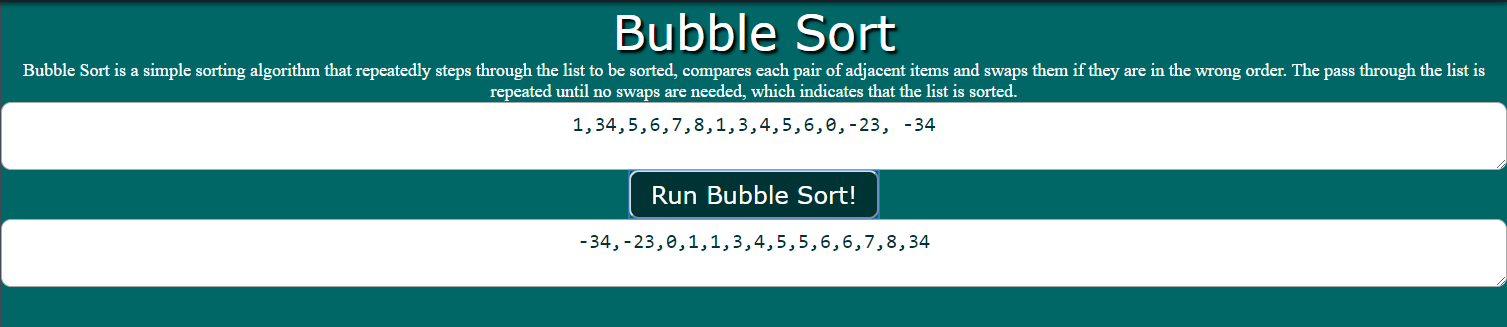 Bubble Sort
Bubble Sort is a simple sorting algorithm that repeatedly steps through the list to be sorted, compares each pair of adjacent items and swaps them if they are in the wrong order. The pass through the list is
repeated until no swaps are needed, which indicates that the list is sorted.
1,34,5,6,7,8,1,3,4,5,6,0,-23, -34
Run Bubble Sort!
-34,-23,0,1,1,3,4,5,5,6,6,7,8,34